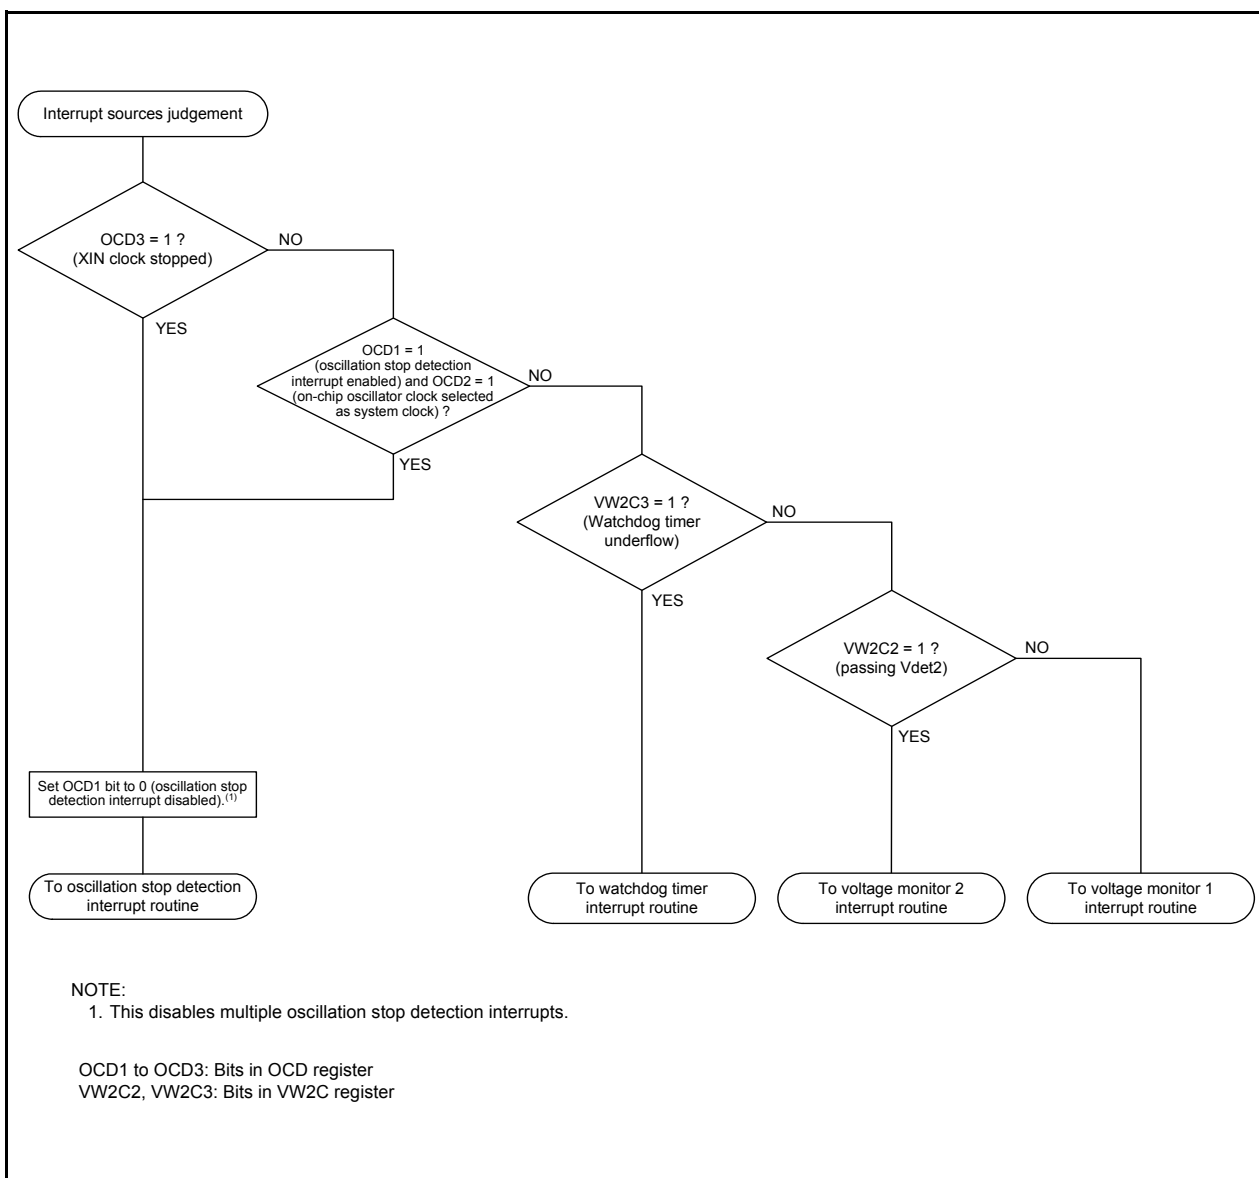 Interrupt sources judgement
OCD3 = 1 ?
(XIN clock stopped)
NO
YES
OCD1 = 1
(oscillation stop detection
interrupt enabled) and OCD2 = 1
(on-chip oscillator clock selected
as system clock) ?
NO
YES
VW2C3 = 1 ?
(Watchdog timer
underflow)
NO
YES
VW2C2 = 1 ?
(passing Vdet2)
NO
YES
Set OCD1 bit to 0 (oscillation stop
detection interrupt disabled).(1)
To oscillation stop detection
interrupt routine
To watchdog timer
interrupt routine
To voltage monitor 2
interrupt routine
To voltage monitor 1
interrupt routine
NOTE:
1. This disables multiple oscillation stop detection interrupts.
OCD1 to OCD3: Bits in OCD register
VW2C2, VW2C3: Bits in VW2C register